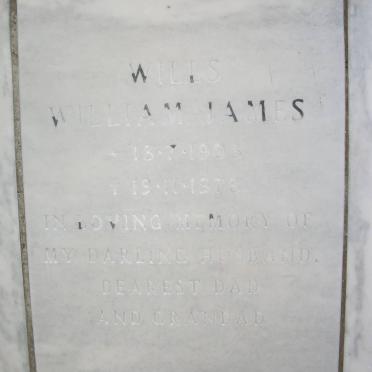 WILLS
WILLIAM JAMES
IN LOVING MEMORY OF
MY DARLING HUSBAND,
DEAREST DAD
AND GRANDAD